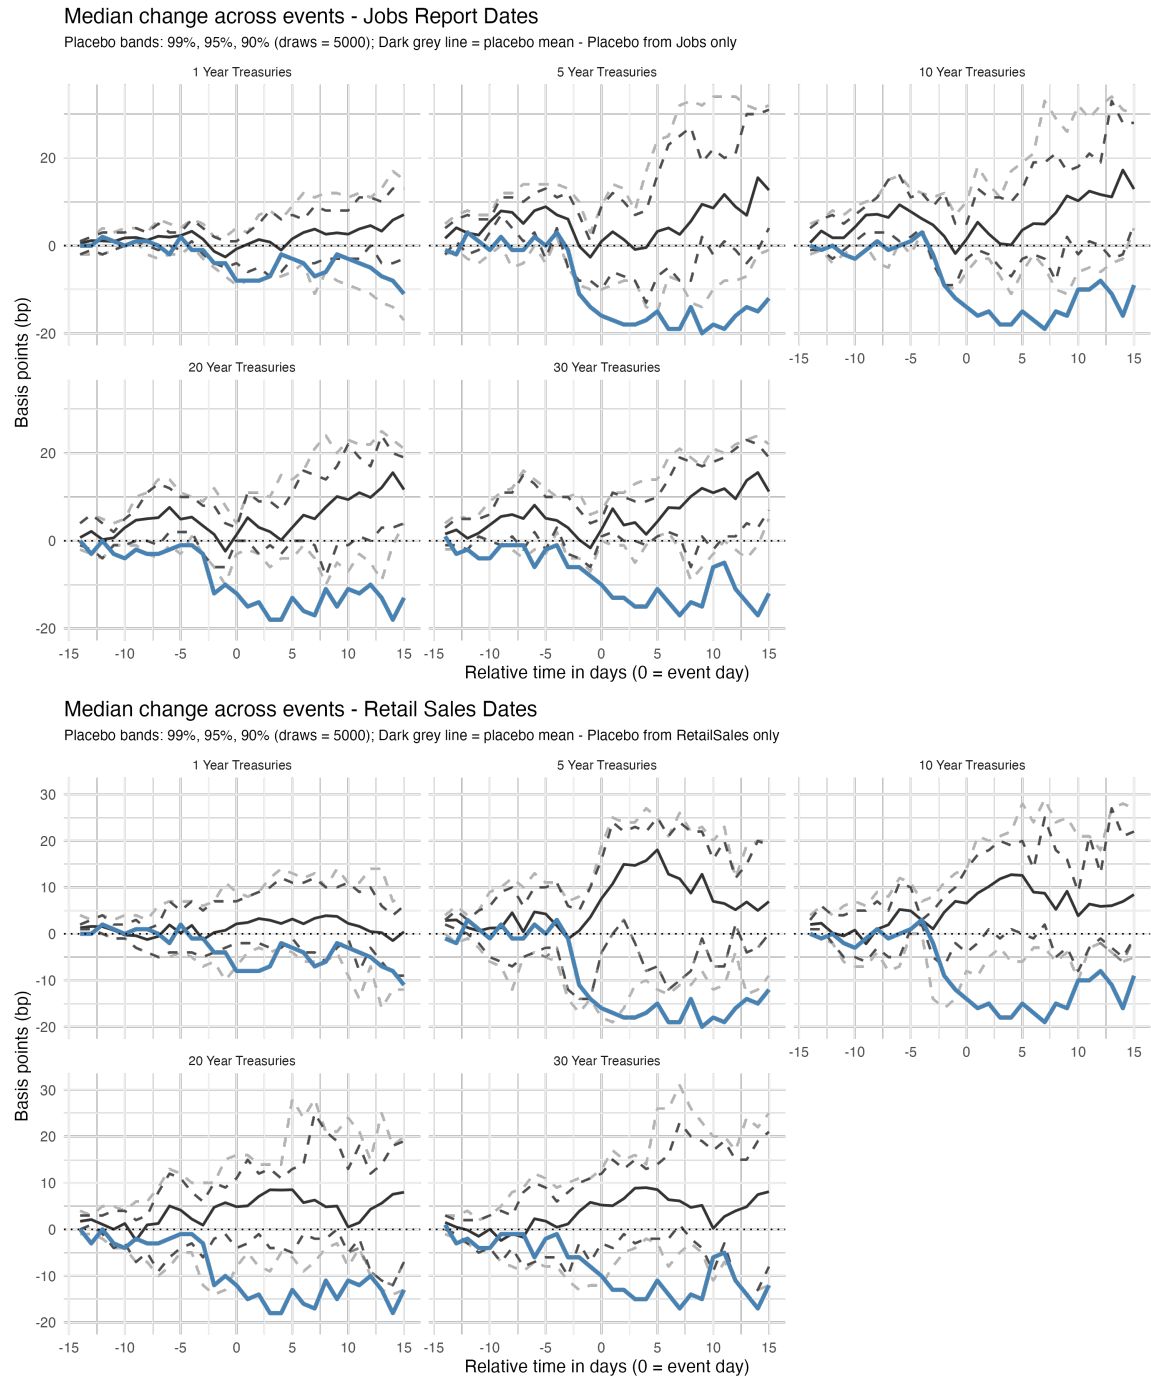 Median change across events - Jobs Report Dates
Placebo bands: 99%, 95%, 90% (draws = 5000); Dark grey line = placebo mean - Placebo from Jobs only
1 Year Treasuries
5 Year Treasuries
10 Year Treasuries
20
0
-20
-15 -10 -5 0 5 10 15
20 Year Treasuries
30 Year Treasuries
20
0
-20
-15 -10 -5 0 5 10 15
-15 -10 -5 0 5 10 15
Basis points (bp)
Relative time in days (0 = event day)
Median change across events - Retail Sales Dates
Placebo bands: 99%, 95%, 90% (draws = 5000); Dark grey line = placebo mean - Placebo from RetailSales only
1 Year Treasuries
5 Year Treasuries
10 Year Treasuries
30
20
10
0
-10
-20
-15 -10 -5 0 5 10 15
20 Year Treasuries
30 Year Treasuries
30
20
10
0
-10
-20
-15 -10 -5 0 5 10 15
-15 -10 -5 0 5 10 15
Basis points (bp)
Relative time in days (0 = event day)